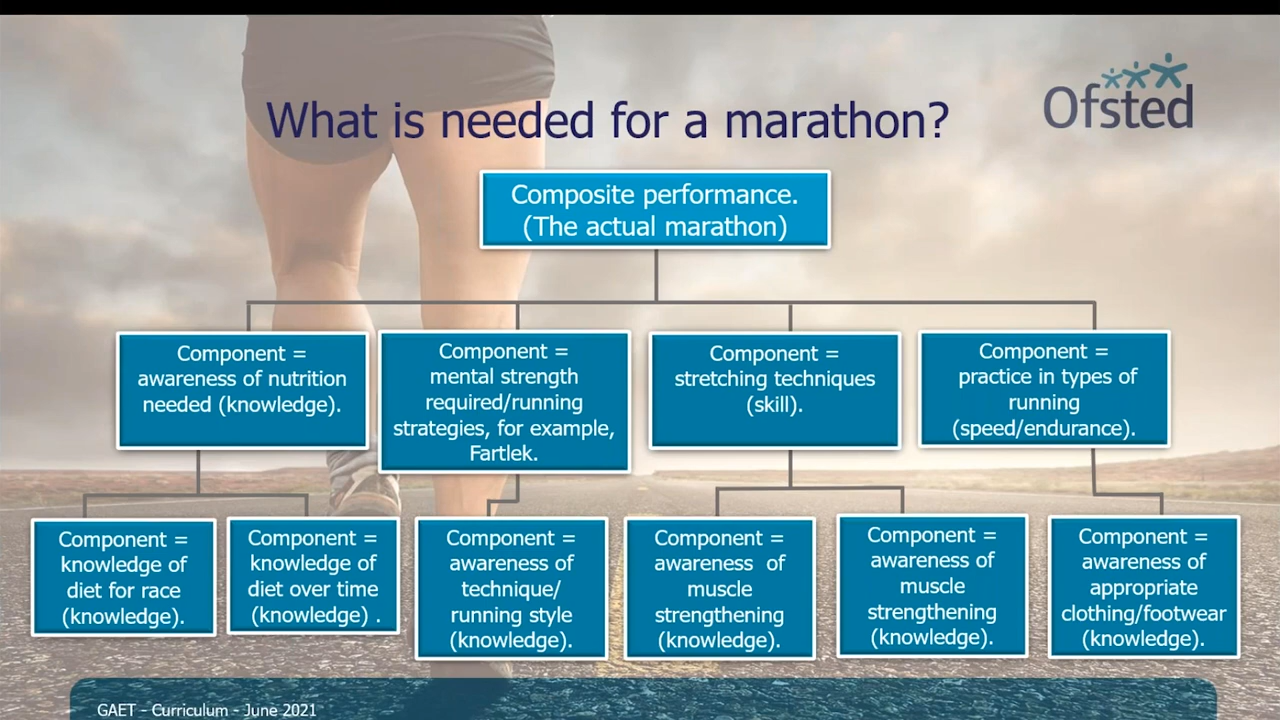 What is needed for a marathon?
Ofsted
Composite performance.
(The actual marathon)
Component =
awareness of nutrition
needed (knowledge).
Component =
mental strength
required/running
strategies, for example,
Fartlek.
Component =
stretching techniques
(skill).
Component =
practice in types of
running
(speed/endurance).
Component =
knowledge of
diet for race
(knowledge).
Component =
knowledge of
diet over time
(knowledge) .
Component =
awareness of
technique/
running style
(knowledge).
Component =
awareness  of
muscle
strengthening
(knowledge).
Component =
awareness of
muscle
strengthening
(knowledge).
Component =
awareness of
appropriate
clothing/footwear
(knowledge).
GAET - Curriculum - June 2021